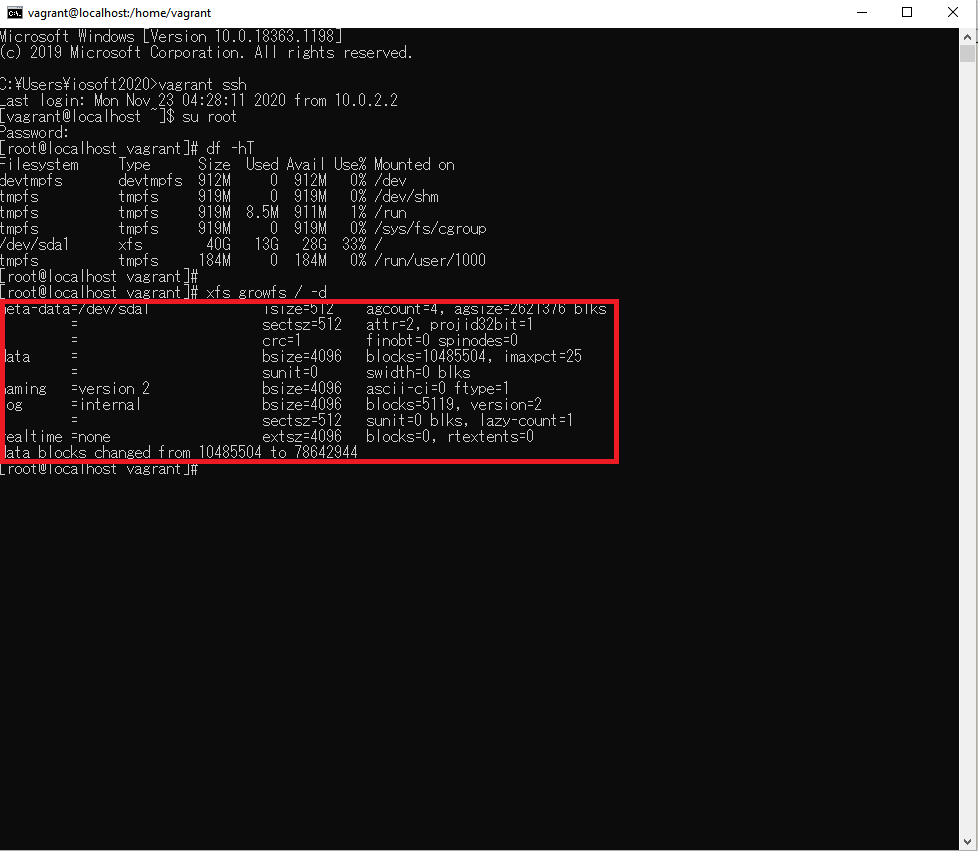 vagrant@localhost:/home/vagrant
Microsoft Windows [Version 10.0.18363.1198]
(c) 2019 Microsoft Corporation. All rights reserved.
C:¥Users¥iosoft2020>vagrant ssh
Last login: Mon Nov 23 04:28:11 2020 from 10.0.2.2
[vagrant@localhost ~]$ su root
Password:
[root@localhost vagrant]# df -hT
Filesystem     Type      Size  Used Avail Use% Mounted on
devtmpfs       devtmpfs  912M     0  912M   0% /dev
tmpfs          tmpfs     919M     0  919M   0% /dev/shm
tmpfs          tmpfs     919M  8.5M  911M   1% /run
tmpfs          tmpfs     919M     0  919M   0% /sys/fs/cgroup
/dev/sda1      xfs        40G   13G   28G  33% /
tmpfs          tmpfs     184M     0  184M   0% /run/user/1000
[root@localhost vagrant]#
[root@localhost vagrant]# xfs_growfs / -d
meta-data=/dev/sda1              isize=512    agcount=4, agsize=2621376 blks
         =                       sectsz=512   attr=2, projid32bit=1
         =                       crc=1        finobt=0 spinodes=0
data     =                       bsize=4096   blocks=10485504, imaxpct=25
         =                       sunit=0      swidth=0 blks
naming   =version 2              bsize=4096   ascii-ci=0 ftype=1
log      =internal               bsize=4096   blocks=5119, version=2
         =                       sectsz=512   sunit=0 blks, lazy-count=1
realtime =none                   extsz=4096   blocks=0, rtextents=0
data blocks changed from 10485504 to 78642944
[root@localhost vagrant]#